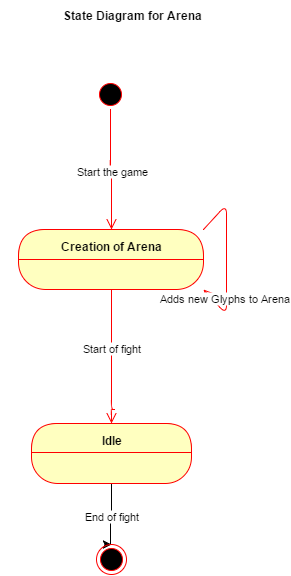 State Diagram for Arena
Start the game
Creation of Arena
Adds new Glyphs to Arena
Start of fight
Idle
End of fight